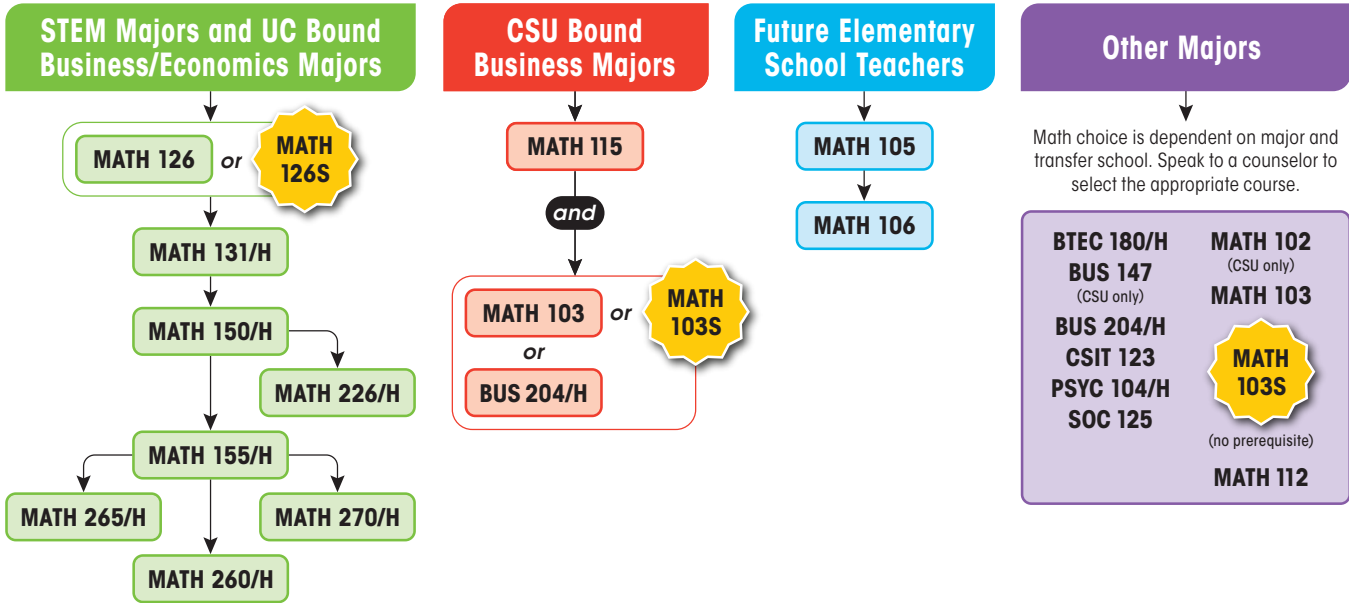 STEM Majors and UC Bound
Business/Economics Majors
MATH 126
or
MATH
126S
MATH 131/H
MATH 150/H
MATH 226/H
MATH 155/H
MATH 265/H
MATH 270/H
MATH 260/H
CSU Bound
Business Majors
MATH 115
and
MATH 103
or
MATH
103S
or
BUS 204/H
Future Elementary
School Teachers
MATH 105
MATH 106
Other Majors
Math choice is dependent on major and
transfer school. Speak to a counselor to
select the appropriate course.
BTEC 180/H
BUS 147
(CSU only)
BUS 204/H
CSIT 123
PSYC 104/H
SOC 125
MATH 102
(CSU only)
MATH 103
MATH
103S
(no prerequisite)
MATH 112